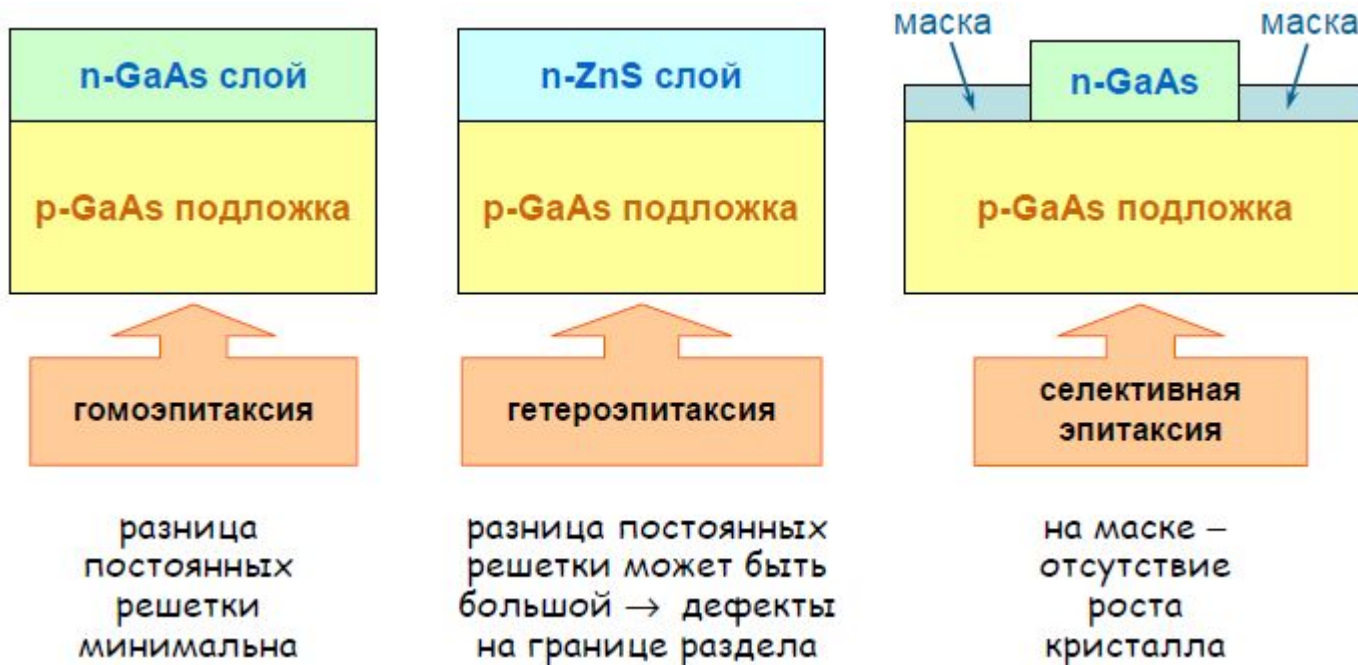 n-GaAs слой
p-GaAs подложка
гомоэпитаксия
разница
постоянных
решетки
минимальна
n-ZnS слой
p-GaAs подложка
гетероэпитаксия
разница постоянных
решетки может быть
большой → дефекты
на границе раздела
маска
маска
n-GaAs
p-GaAs подложка
селективная
эпитаксия
на маске –
отсутствие
роста
кристалла